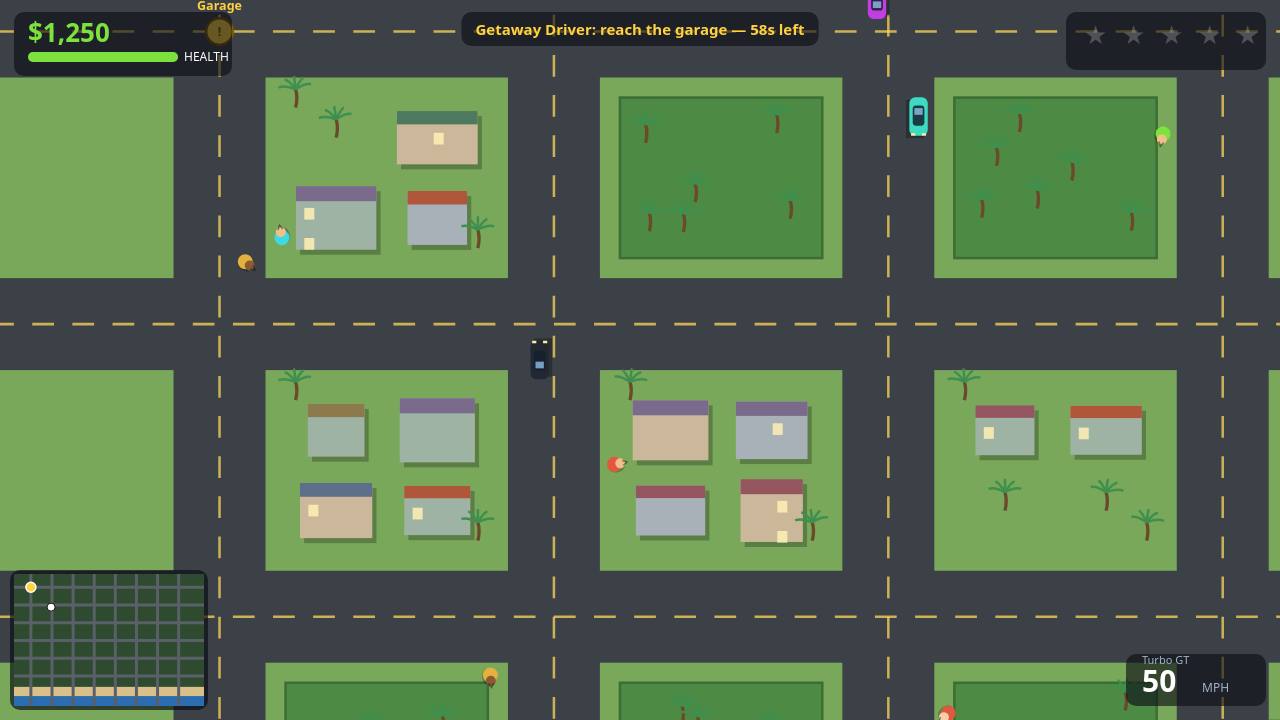 Garage
$1,250
!
HEALTH
Getaway Driver: reach the garage — 58s left
Turbo GT
50 MPH